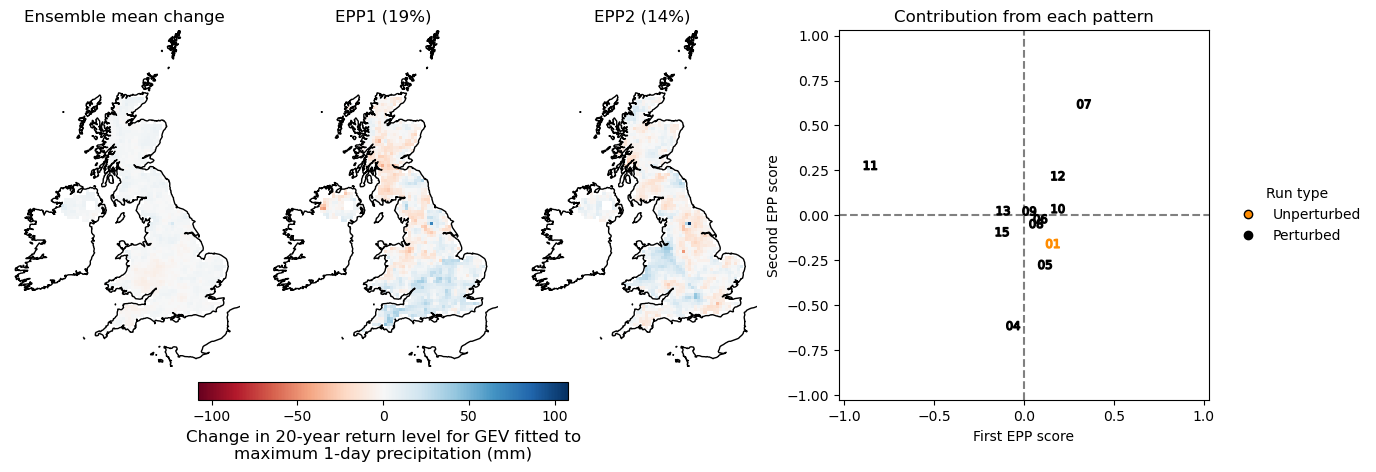 Ensemble mean change
EPP1 (19%)
EPP2 (14%)
Contribution from each pattern
1.00
0.75
0.50
0.25
0.00
−0.25
−0.50
−0.75
−1.00
Second EPP score
07
11
12
13
09
10
06
08
15
01
05
04
−1.0
−0.5
0.0
0.5
1.0
First EPP score
Run type
Unperturbed
Perturbed
−100
−50
0
50
100
Change in 20-year return level for GEV fitted to
maximum 1-day precipitation (mm)